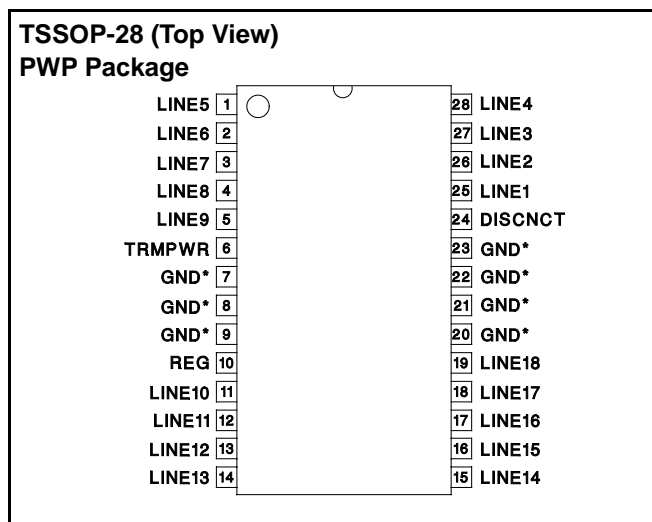 TSSOP-28 (Top View)
PWP Package
LINE5 1 28 LINE4
LINE6 2 27 LINE3
LINE7 3 26 LINE2
LINE8 4 25 LINE1
LINE9 5 24 DISCNCT
TRMPWR 6 23 GND*
GND* 7 22 GND*
GND* 8 21 GND*
GND* 9 20 GND*
REG 10 19 LINE18
LINE10 11 18 LINE17
LINE11 12 17 LINE16
LINE12 13 16 LINE15
LINE13 14 15 LINE14